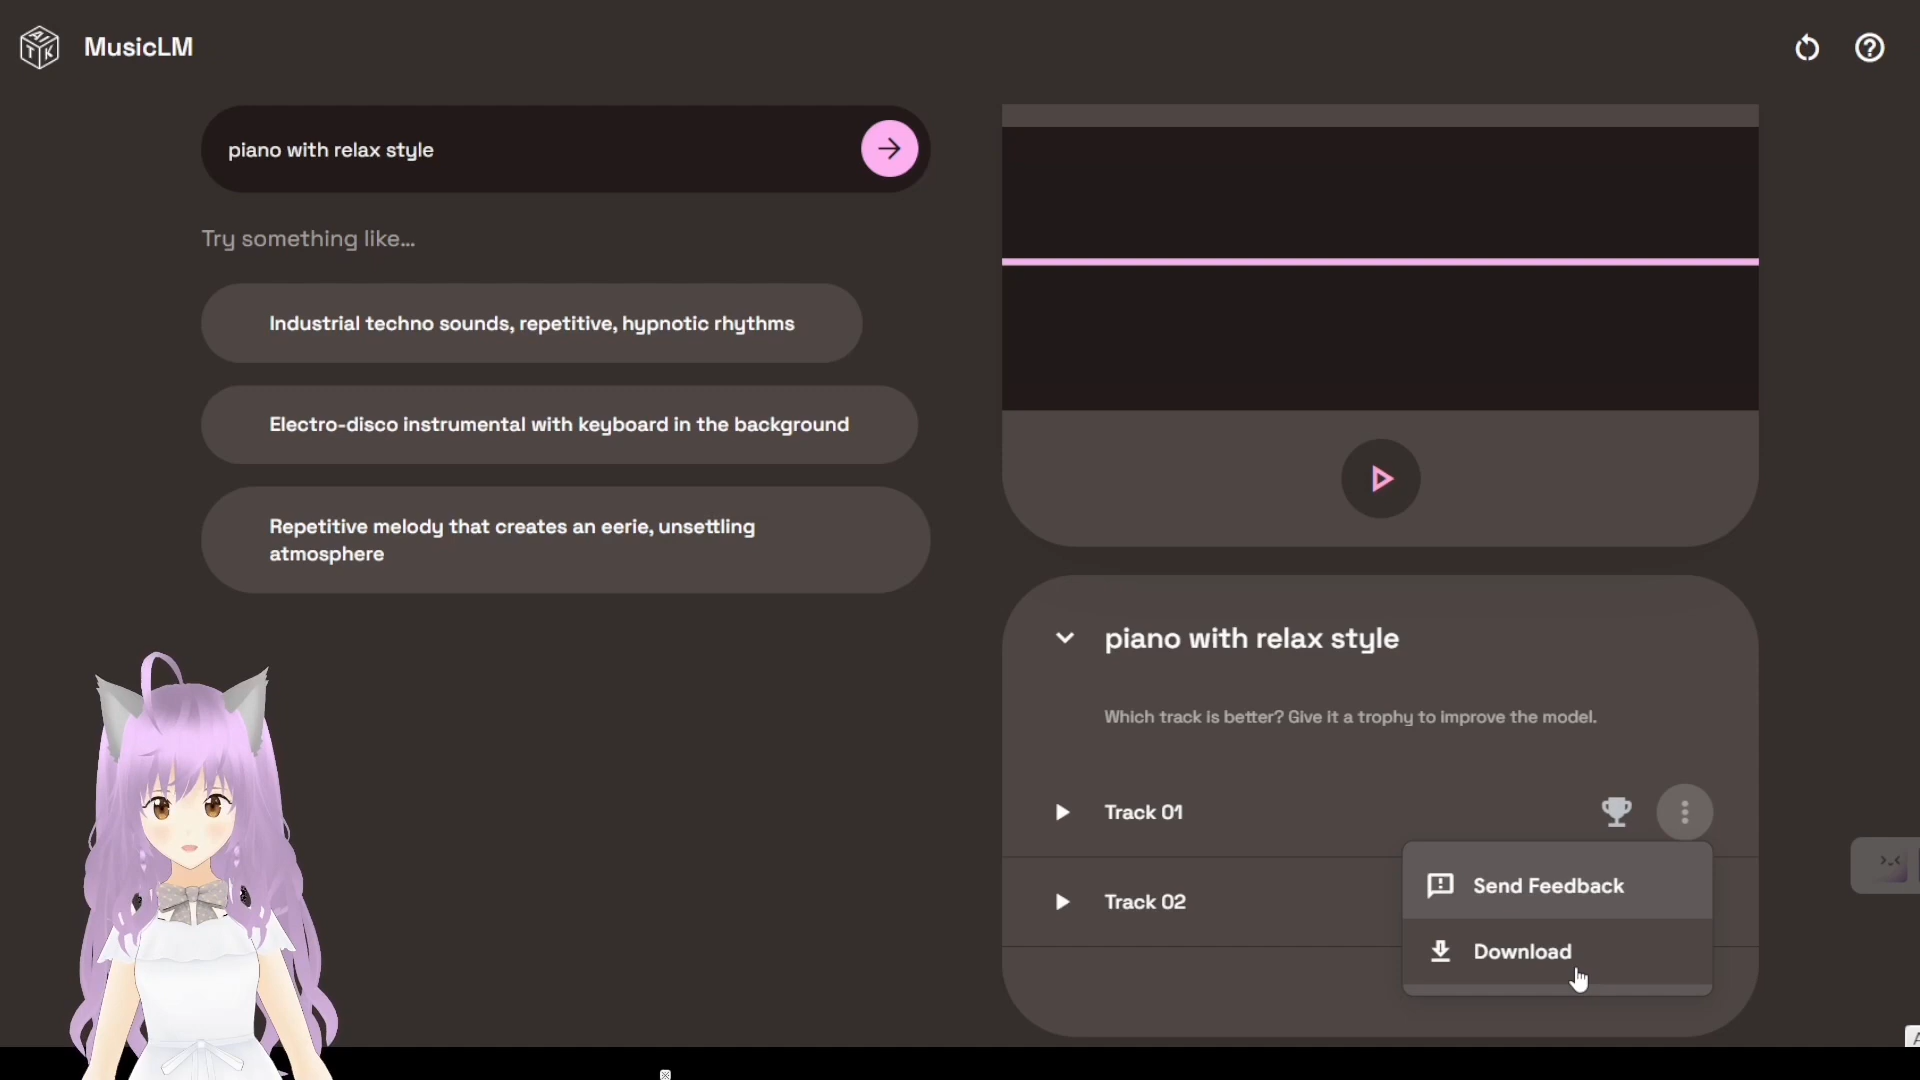 MusicLM
piano with relax style
Try something like...
Industrial techno sounds, repetitive, hypnotic rhythms
Electro-disco instrumental with keyboard in the background
Repetitive melody that creates an eerie, unsettling
atmosphere
piano with relax style
Which track is better? Give it a trophy to improve the model.
Track 01
Send Feedback
Track 02
Download